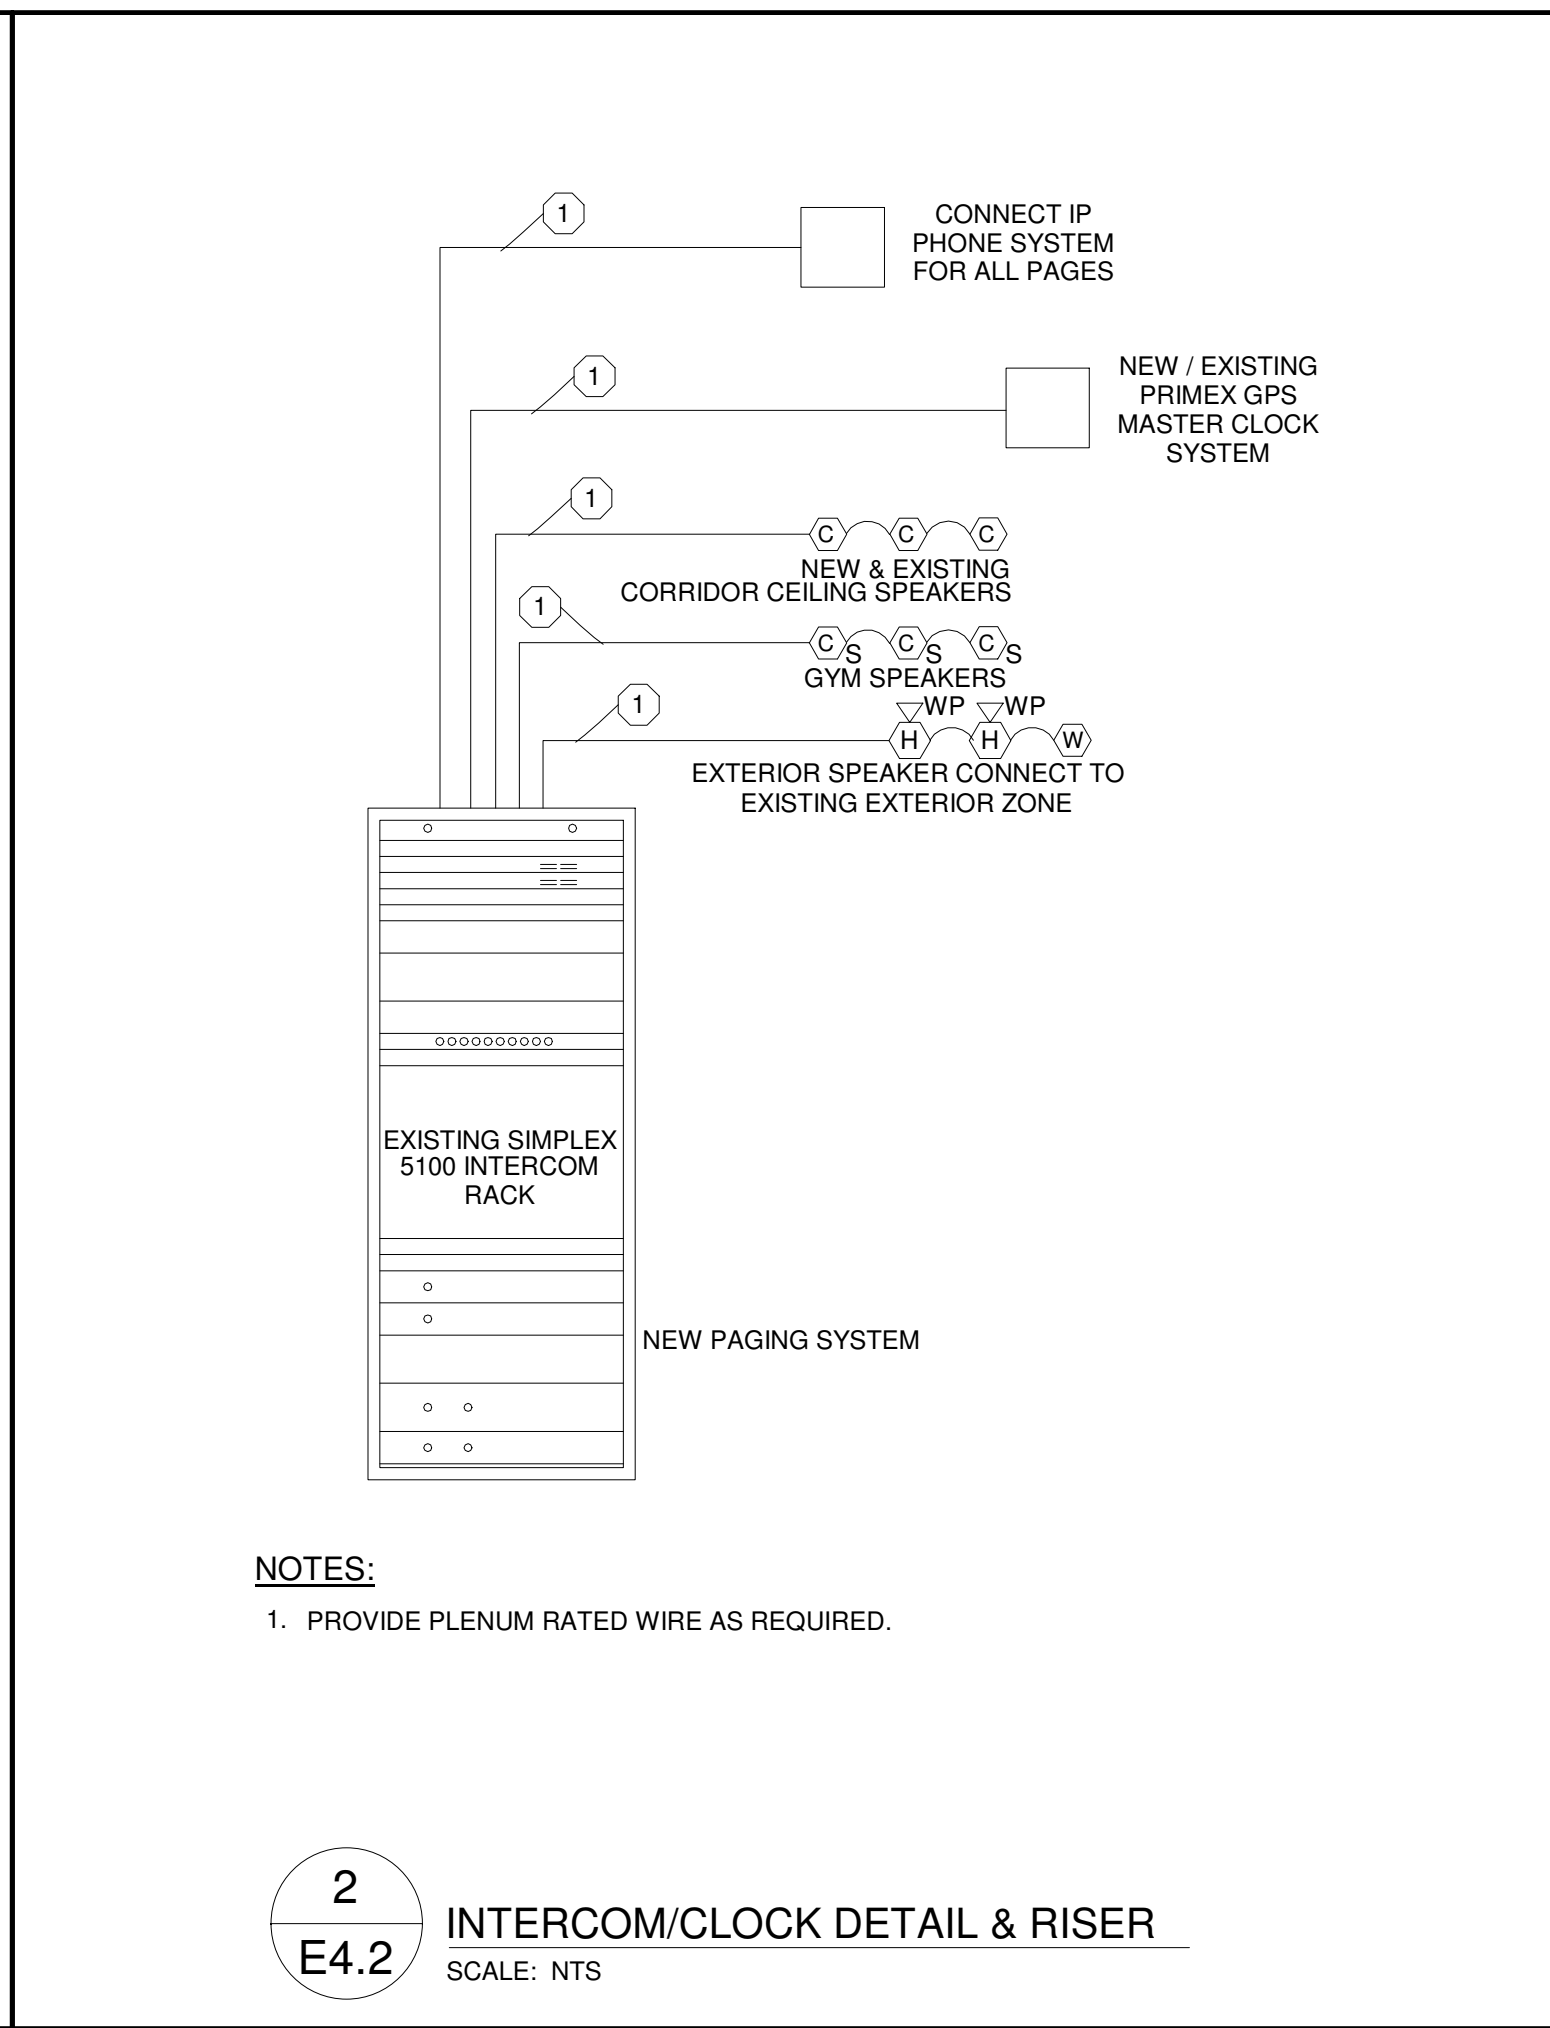 1
CONNECT IP
PHONE SYSTEM
FOR ALL PAGES
1
NEW / EXISTING
PRIMEX GPS
MASTER CLOCK
SYSTEM
1
C C C
NEW & EXISTING
CORRIDOR CEILING SPEAKERS
1
C S C S C S
GYM SPEAKERS
1
WP WP
H H W
EXTERIOR SPEAKER CONNECT TO
EXISTING EXTERIOR ZONE
EXISTING SIMPLEX
5100 INTERCOM
RACK
NEW PAGING SYSTEM
NOTES:
1. PROVIDE PLENUM RATED WIRE AS REQUIRED.
2
E4.2
INTERCOM/CLOCK DETAIL & RISER
SCALE: NTS